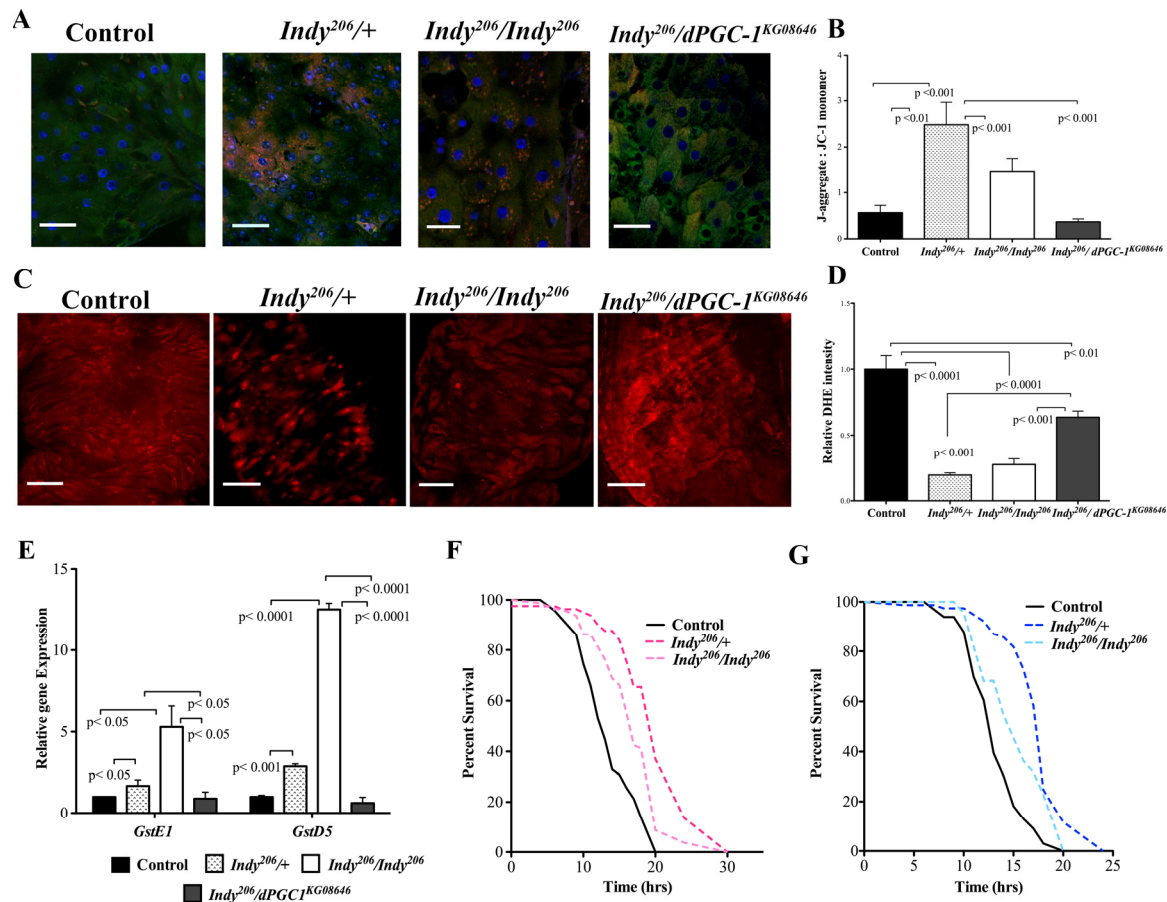 A
Control
Indy206/+
Indy206/Indy206
Indy206/dPGC-1KG08646
B
J-aggregate : JC-1 monomer
4
3
2
1
0
p <0.001
p <0.01
p <0.001
p <0.001
Control
Indy206/+
Indy206/Indy206
Indy206/ dPGC-1KG08646
C
Control
Indy206/+
Indy206/Indy206
Indy206/dPGC-1KG08646
D
Relative DHE intensity
1.5
1.0
0.5
0.0
p< 0.01
p< 0.0001
p<0.0001
p< 0.001
p< 0.001
Control
Indy206/+
Indy206/Indy206
Indy206/ dPGC-1KG08646
E
Relative gene Expression
15
10
5
0
p< 0.0001
p< 0.0001
p< 0.0001
p< 0.05
p< 0.05
p< 0.05
p< 0.05
p< 0.001
GstE1
GstD5
Control
Indy206/+
Indy206/Indy206
Indy206/dPGC1KG08646
F
Percent Survival
100
80
60
40
20
0
Control
Indy206/+
Indy206/Indy206
0
10
20
30
40
Time (hrs)
G
Percent Survival
100
80
60
40
20
0
Control
Indy206/+
Indy206/Indy206
0
5
10
15
20
25
Time (hrs)